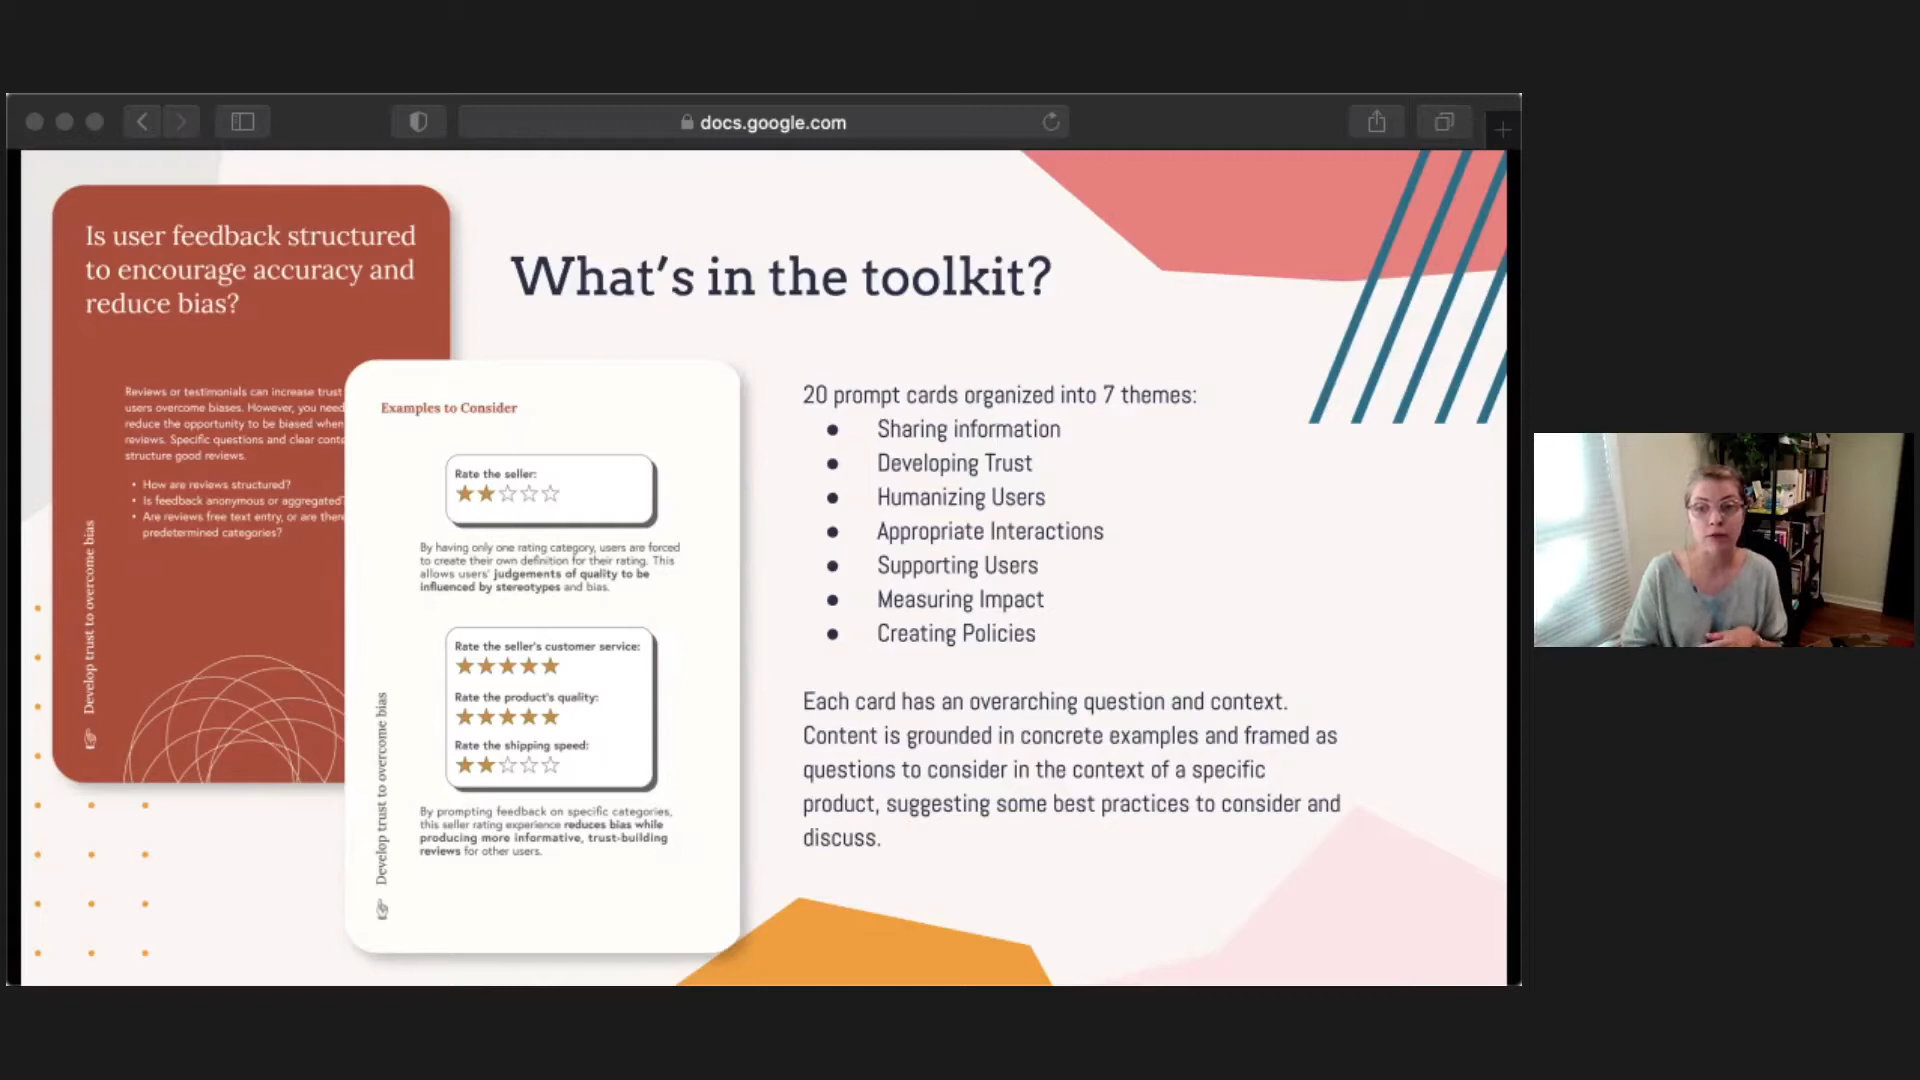 docs.google.com
Is user feedback structured
to encourage accuracy and
reduce bias?
Reviews or testimonials can increase trust
users overcome biases. However, you need
reduce the opportunity to be biased when
reviews. Specific questions and clear
structure good reviews.
• How are reviews structured?
• Is feedback anonymous or aggregated?
• Are reviews free text entry, or are
predetermined categories?
Develop trust to overcome bias
Examples to Consider
Rate the seller:
By having only one rating category, users are forced
to create their own definition for their rating. This
allows users' judgements of quality to be
influenced by stereotypes and bias.
Rate the seller's customer service:
Rate the product's quality:
Rate the shipping speed:
By prompting feedback on specific categories,
this seller rating experience reduces bias while
producing more informative, trust-building
reviews for other users.
Develop trust to overcome bias
What's in the toolkit?
20 prompt cards organized into 7 themes:
● Sharing information
● Developing Trust
● Humanizing Users
● Appropriate Interactions
● Supporting Users
● Measuring Impact
● Creating Policies
Each card has an overarching question and context.
Content is grounded in concrete examples and framed as
questions to consider in the context of a specific
product, suggesting some best practices to consider and
discuss.